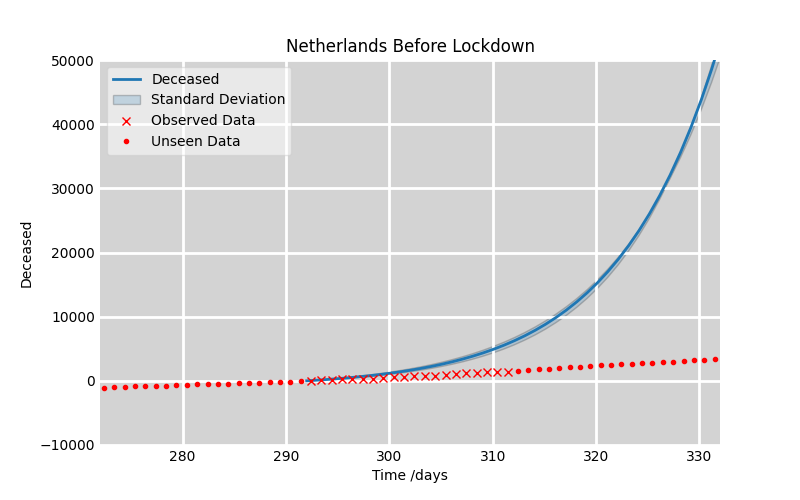 Netherlands Before Lockdown
50000
40000
30000
20000
10000
0
−10000
Deceased
Deceased
Standard Deviation
Observed Data
Unseen Data
280 290 300 310 320 330
Time /days